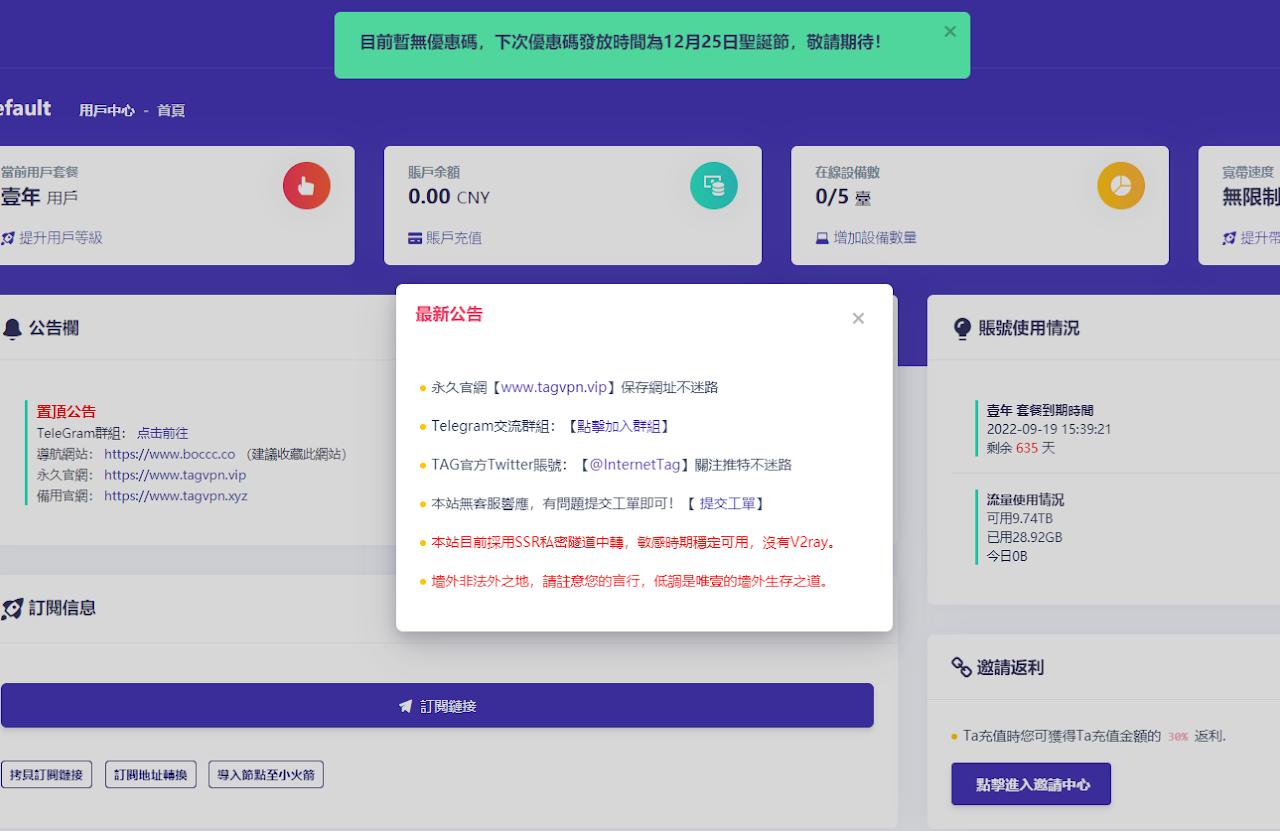 目前暫無優惠碼，下次優惠碼發放時間為12月25日聖誕節，敬請期待！
efault
用戶中心 - 首頁
當前用戶套餐
壹年 用戶
提升用戶等級
賬戶余額
0.00 CNY
賬戶充值
在線設備數
0/5 臺
增加設備數量
寬帶速度
無限制
提升帶
公告欄
置頂公告
TeleGram群組： 点击前往
導航網站： https://www.boccc.co （建議收藏此網站）
永久官網： https://www.tagvpn.vip
備用官網： https://www.tagvpn.xyz
最新公告
永久官網【www.tagvpn.vip】保存網址不迷路
Telegram交流群組：【點擊加入群組】
TAG官方Twitter賬號：【@InternetTag】關注推特不迷路
本站無客服響應，有問題提交工單即可！【 提交工單】
本站目前採用SSR私密隧道中轉，敏感時期穩定可用，沒有V2ray。
墻外非法外之地，請註意您的言行，低調是唯壹的墻外生存之道。
賬號使用情況
壹年 套餐到期時間
2022-09-19 15:39:21
剩余 635 天
流量使用情況
可用9.74TB
已用28.92GB
今日0B
訂閱信息
訂閱鏈接
拷貝訂閱鏈接
訂閱地址轉換
導入節點至小火箭
邀請返利
Ta充值時您可獲得Ta充值金額的 30% 返利.
點擊進入邀請中心